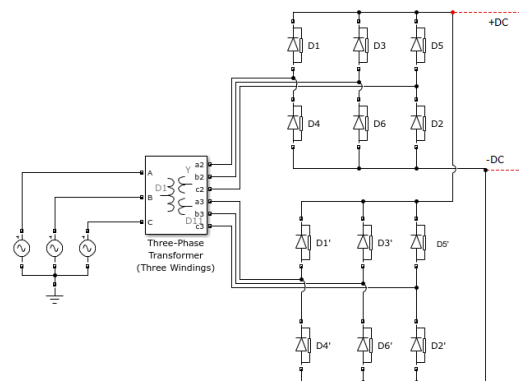 +DC
D1 D3 D5
D4 D6 D2
-DC
A a2
Y b2
B D1 c2
a3
C b3
D11 c3
Three-Phase
Transformer
(Three Windings)
D1' D3' D5'
D4' D6' D2'